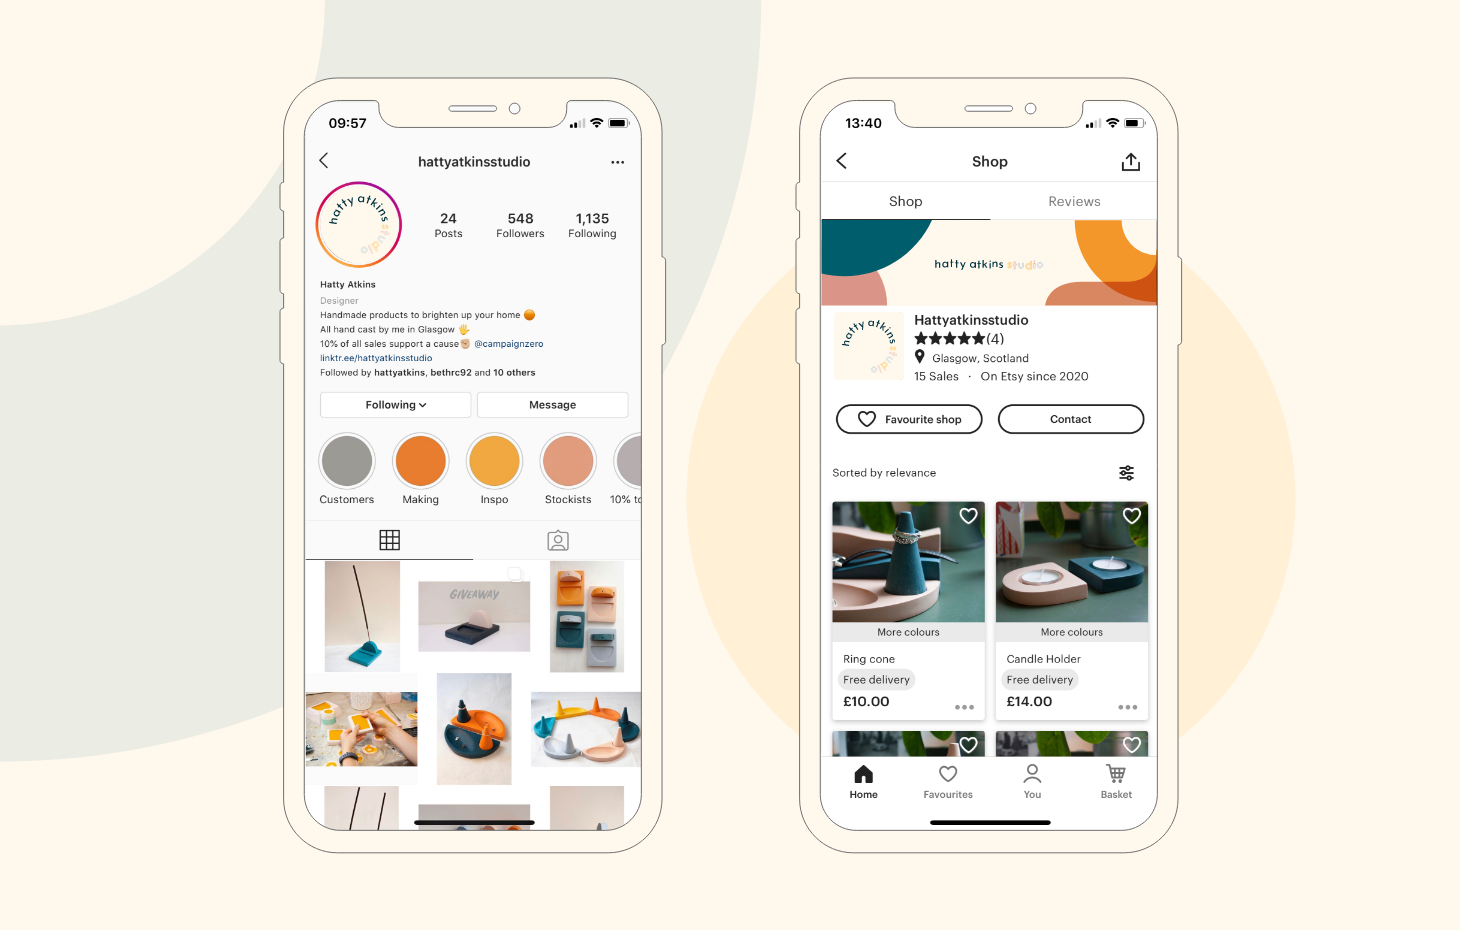 09:57
hattyatkinsstudio
hatty atkins
studio
24
Posts
548
Followers
1,135
Following
Hatty Atkins
Designer
Handmade products to brighten up your home
All hand cast by me in Glasgow
10% of all sales support a cause @campaignzero
linktr.ee/hattyatkinsstudio
Followed by hattyatkins, bethrc92 and 10 others
Following
Message
Customers
Making
Inspo
Stockists
10% to
GIVEAWAY
13:40
Shop
Shop
Reviews
hatty atkins studio
hatty atkins
studio
Hattyatkinsstudio
(4)
Glasgow, Scotland
15 Sales · On Etsy since 2020
Favourite shop
Contact
Sorted by relevance
More colours
Ring cone
Free delivery
£10.00
More colours
Candle Holder
Free delivery
£14.00
Home
Favourites
You
Basket